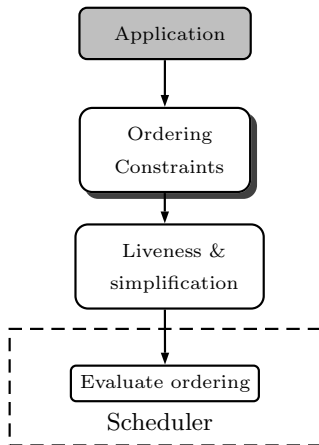 Application
Ordering
Constraints
Liveness &
simplification
Evaluate ordering
Scheduler